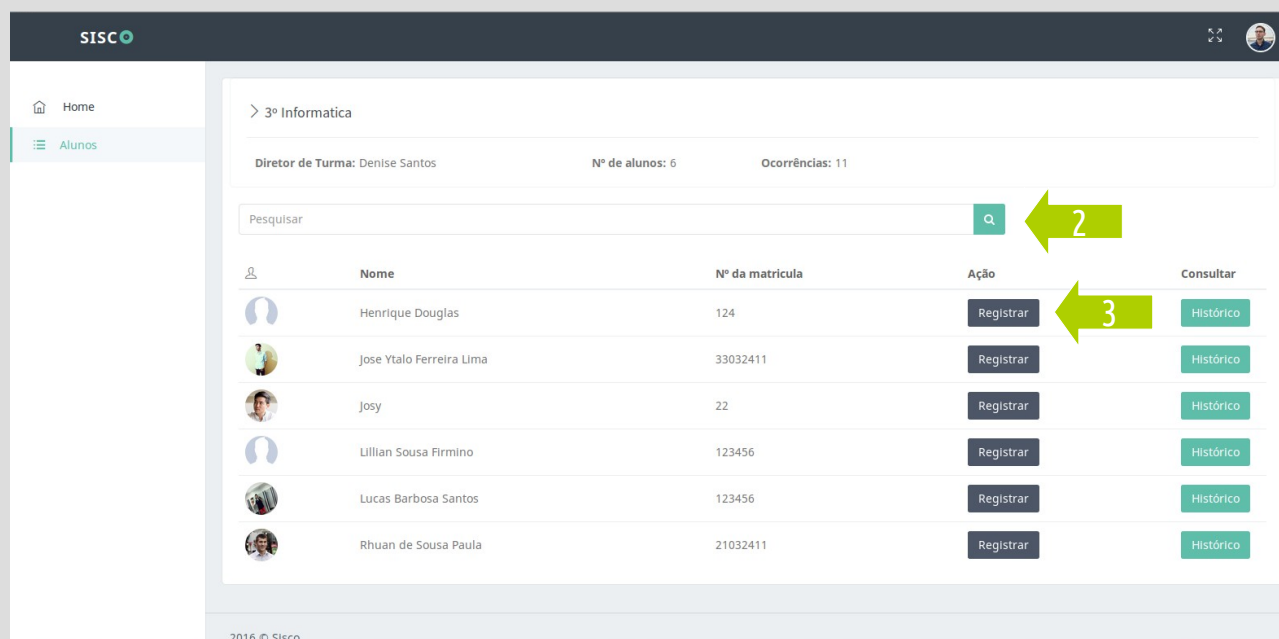 SISCO
Home
Alunos
3º Informatica
Diretor de Turma: Denise Santos Nº de alunos: 6 Ocorrências: 11
Pesquisar
2
Nome Nº da matricula Ação Consultar
Henrique Douglas 124 Registrar 3 Histórico
Jose Ytalo Ferreira Lima 33032411 Registrar Histórico
Josy 22 Registrar Histórico
Lillian Sousa Firmino 123456 Registrar Histórico
Lucas Barbosa Santos 123456 Registrar Histórico
Rhuan de Sousa Paula 21032411 Registrar Histórico
2016 © Sisco